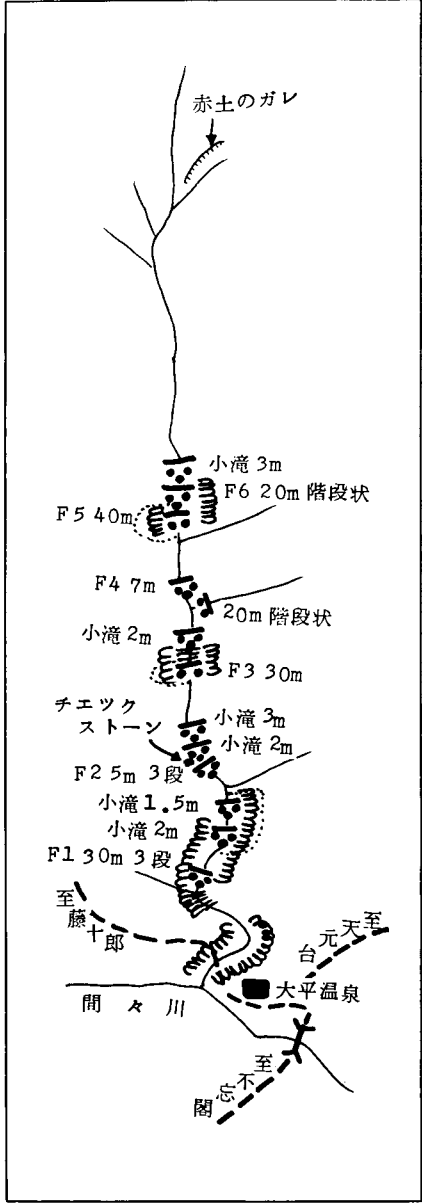 赤土のガレ
小滝 3m
F6 20m 階段状
F5 40m
F4 7m
20m 階段状
小滝 2m
F3 30m
チエツク
ストーン
小滝 3m
小滝 2m
F2 5m 3段
小滝 1.5m
小滝 2m
F1 30m 3段
至藤十郎
至天元台
大平温泉
間々川
至不忘閣